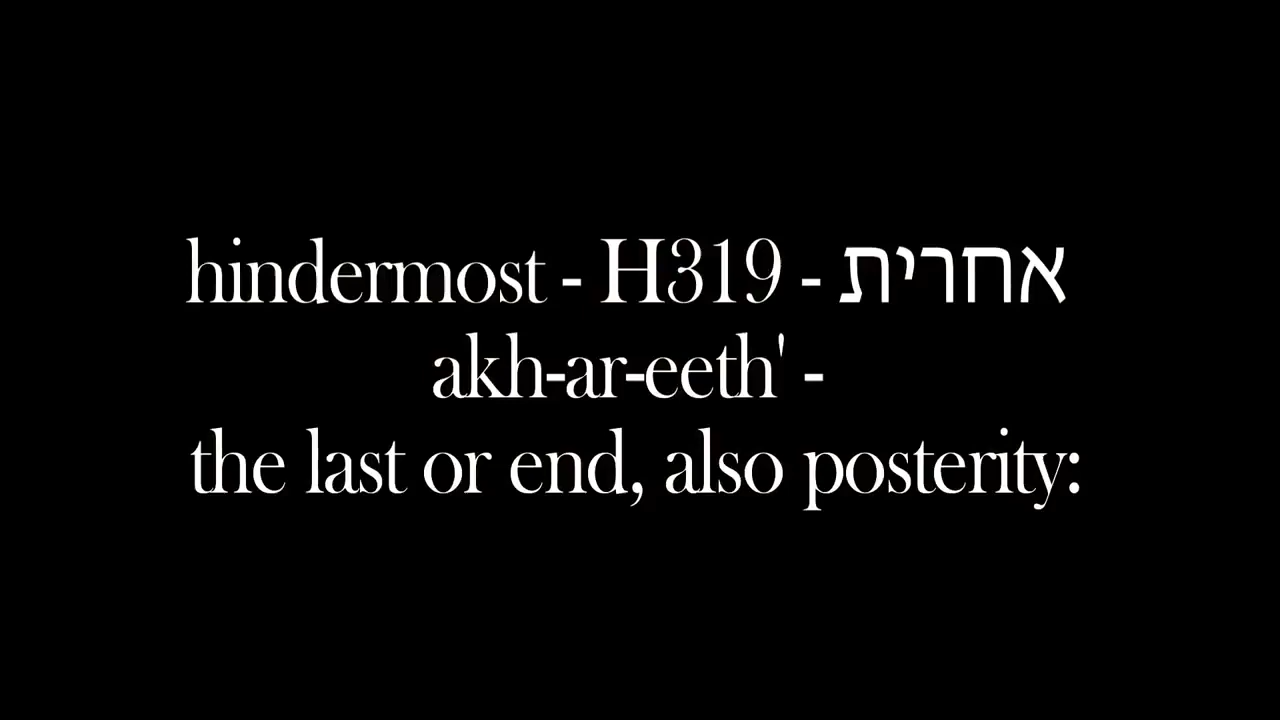 hindermost - H319 - אחרית
akh-ar-eeth' -
the last or end, also posterity: